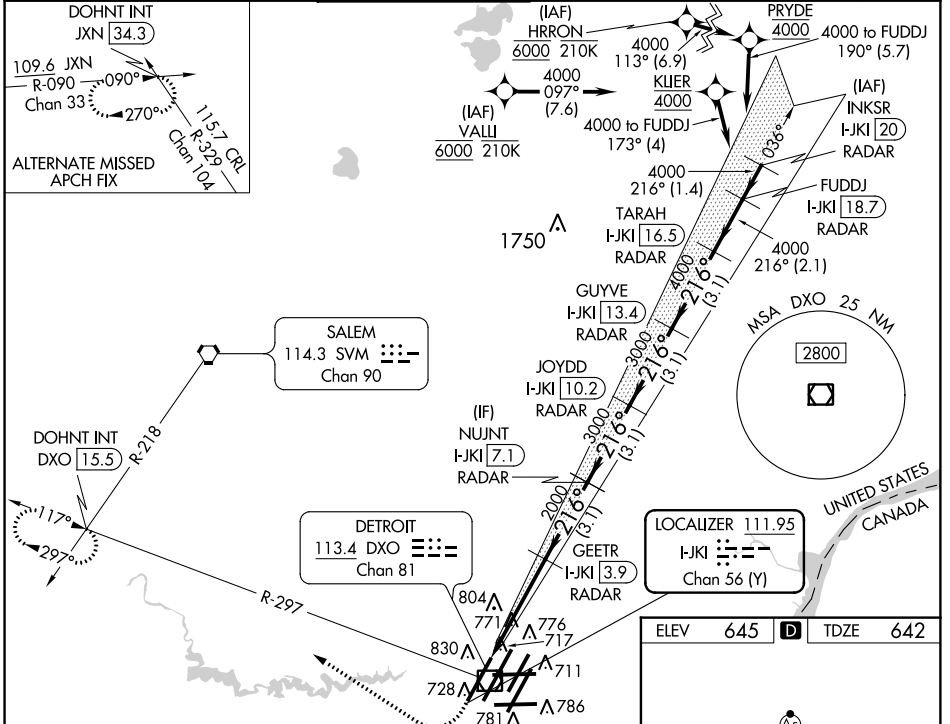 DOHNT INT
JXN 34.3
109.6 JXN
R-090
090°
Chan 33
270°
115.7 CRL
R-329
Chan 104
ALTERNATE MISSED
APCH FIX
(IAF)
HRRON
6000 210K
4000
113° (6.9)
PRYDE
4000
4000 to FUDDJ
190° (5.7)
4000
097°
(7.6)
(IAF)
VALLI
6000 210K
KLIER
4000
4000 to FUDDJ
173° (4)
(IAF)
INKSR
I-JKI 20
RADAR
036°
4000
216° (1.4)
FUDDJ
I-JKI 18.7
RADAR
TARAH
I-JKI 16.5
RADAR
4000
216° (2.1)
1750
4000
216°
(3.1)
GUYVE
I-JKI 13.4
RADAR
3000
216°
(3.1)
JOYDD
I-JKI 10.2
RADAR
3000
216°
(3.1)
(IF)
NUJNT
I-JKI 7.1
RADAR
2000
216°
(3.1)
GEETR
I-JKI 3.9
RADAR
MSA DXO 25 NM
2800
SALEM
114.3 SVM
Chan 90
R-218
DOHNT INT
DXO 15.5
117°
297°
R-297
DETROIT
113.4 DXO
Chan 81
LOCALIZER 111.95
I-JKI
Chan 56 (Y)
UNITED STATES
CANADA
804
771
776
717
830
711
728
786
781
ELEV 645 D TDZE 642
A5